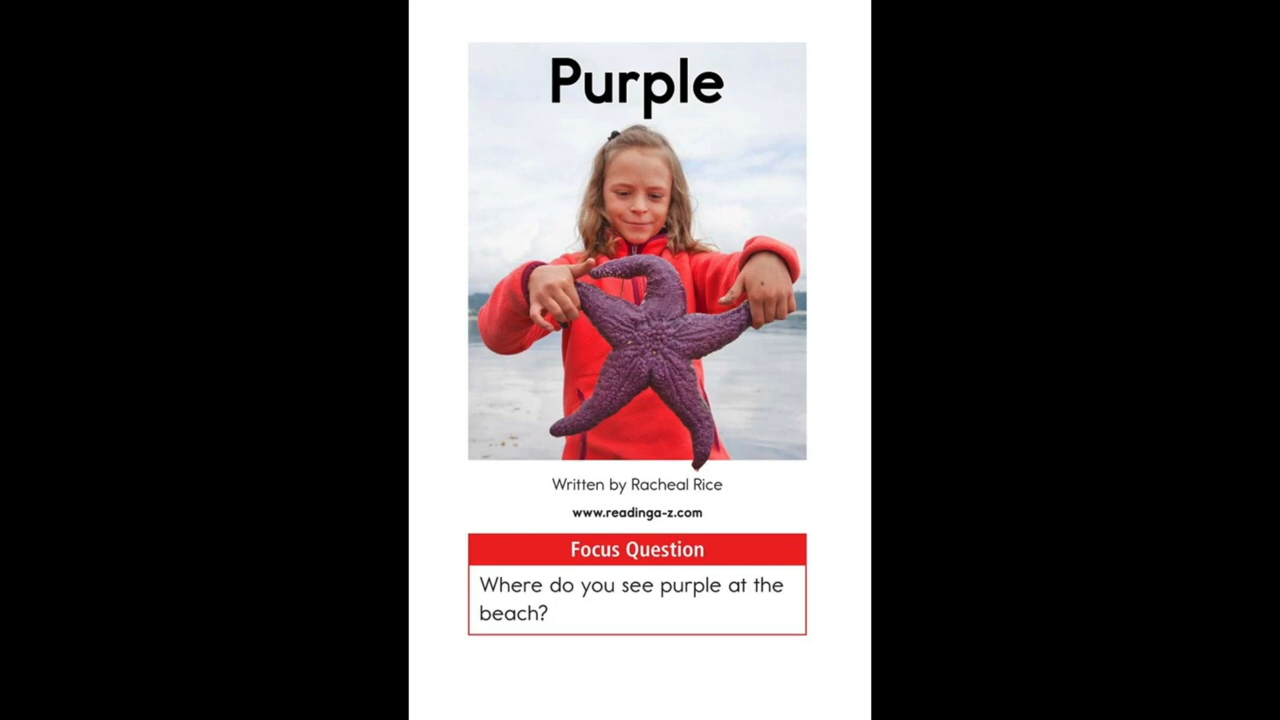 Purple
Written by Racheal Rice
www.readinga-z.com
Focus Question
Where do you see purple at the
beach?